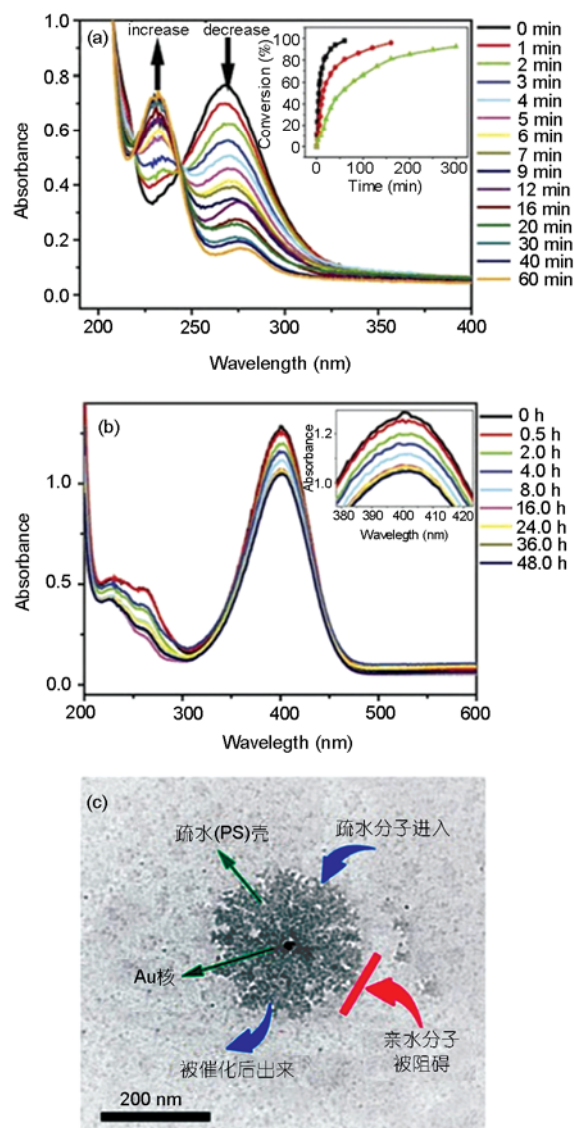 (a)
increase
decrease
Absorbance
1.0
0.8
0.6
0.4
0.2
0.0
200
250
300
350
400
Wavelength (nm)
Conversion (%)
100
80
60
40
20
0
0
100
200
300
Time (min)
0 min
1 min
2 min
3 min
4 min
5 min
6 min
7 min
9 min
12 min
16 min
20 min
30 min
40 min
60 min
(b)
Absorbance
1.0
0.5
0.0
200
300
400
500
600
Wavelegth (nm)
Absorbance
1.2
1.0
380
390
400
410
420
Wavelegth (nm)
0 h
0.5 h
2.0 h
4.0 h
8.0 h
16.0 h
24.0 h
36.0 h
48.0 h
(c)
疏水(PS)壳
疏水分子进入
Au核
被催化后出来
亲水分子
被阻碍
200 nm